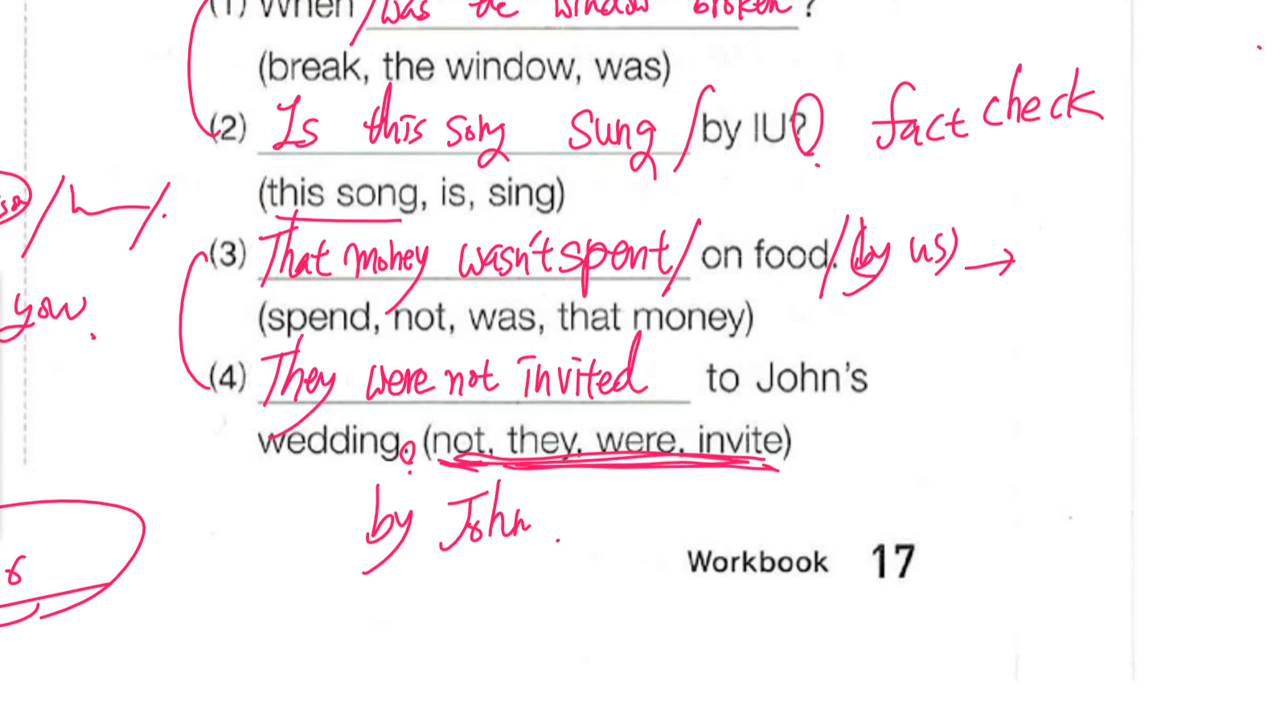 (1) When / was the window broken ?
(break, the window, was)
(2) Is this song sung / by IU? fact check
(this song, is, sing)
(3) That money wasn't spent / on food. / (by us) →
you.
(spend, not, was, that money)
(4) They were not invited to John's
wedding. (not, they, were, invite)
by John.
Workbook 17